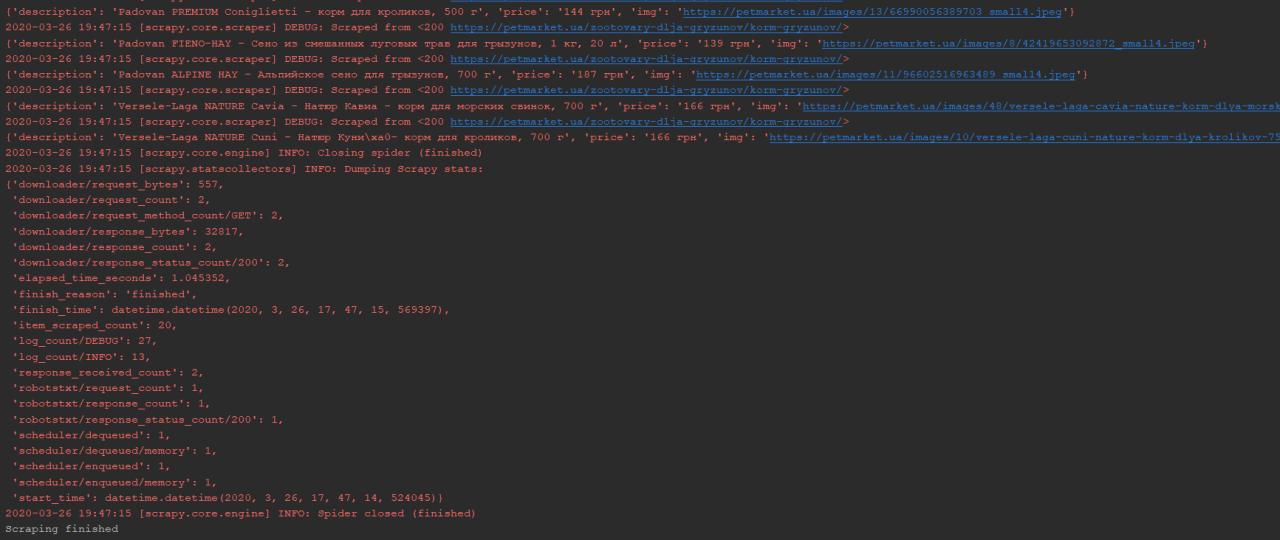 {'description': 'Padovan PREMIUM Coniglietti - корм для кроликов, 500 г', 'price': '144 грн', 'img': 'https://petmarket.ua/images/13/66990056389703_small4.jpeg'}
2020-03-26 19:47:15 [scrapy.core.scraper] DEBUG: Scraped from <200 https://petmarket.ua/zootovary-dlja-gryzunov/korm-gryzunov/>
{'description': 'Padovan FIENO-HAY - Сено из смешанных луговых трав для грызунов, 1 кг, 20 л', 'price': '139 грн', 'img': 'https://petmarket.ua/images/8/42419653092872_small4.jpeg'}
2020-03-26 19:47:15 [scrapy.core.scraper] DEBUG: Scraped from <200 https://petmarket.ua/zootovary-dlja-gryzunov/korm-gryzunov/>
{'description': 'Padovan ALPINE HAY - Альпийское сено для грызунов, 700 г', 'price': '187 грн', 'img': 'https://petmarket.ua/images/11/96602516963489_small4.jpeg'}
2020-03-26 19:47:15 [scrapy.core.scraper] DEBUG: Scraped from <200 https://petmarket.ua/zootovary-dlja-gryzunov/korm-gryzunov/>
{'description': 'Versele-Laga NATURE Cavia - Натюр Кавиа - корм для морских свинок, 700 г', 'price': '166 грн', 'img': 'https://petmarket.ua/images/48/versele-laga-cavia-nature-korm-dlya-morsk
2020-03-26 19:47:15 [scrapy.core.scraper] DEBUG: Scraped from <200 https://petmarket.ua/zootovary-dlja-gryzunov/korm-gryzunov/>
{'description': 'Versele-Laga NATURE Cuni - Натюр Куни\xa0- корм для кроликов, 700 г', 'price': '166 грн', 'img': 'https://petmarket.ua/images/10/versele-laga-cuni-nature-korm-dlya-krolikov-75
2020-03-26 19:47:15 [scrapy.core.engine] INFO: Closing spider (finished)
2020-03-26 19:47:15 [scrapy.statscollectors] INFO: Dumping Scrapy stats:
{'downloader/request_bytes': 557,
'downloader/request_count': 2,
'downloader/request_method_count/GET': 2,
'downloader/response_bytes': 32817,
'downloader/response_count': 2,
'downloader/response_status_count/200': 2,
'elapsed_time_seconds': 1.045352,
'finish_reason': 'finished',
'finish_time': datetime.datetime(2020, 3, 26, 17, 47, 15, 569397),
'item_scraped_count': 20,
'log_count/DEBUG': 27,
'log_count/INFO': 13,
'response_received_count': 2,
'robotstxt/request_count': 1,
'robotstxt/response_count': 1,
'robotstxt/response_status_count/200': 1,
'scheduler/dequeued': 1,
'scheduler/dequeued/memory': 1,
'scheduler/enqueued': 1,
'scheduler/enqueued/memory': 1,
'start_time': datetime.datetime(2020, 3, 26, 17, 47, 14, 524045)}
2020-03-26 19:47:15 [scrapy.core.engine] INFO: Spider closed (finished)
Scraping finished